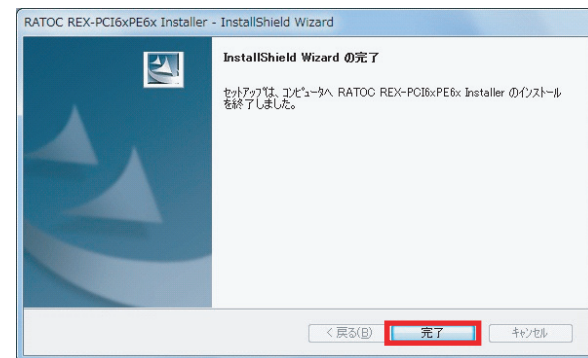 RATOC REX-PCI6xPE6x Installer - InstallShield Wizard
InstallShield Wizard の完了
セットアップは、コンピュータへ RATOC REX-PCI6xPE6x Installer のインストール
を終了しました。
< 戻る(B)
完了
キャンセル